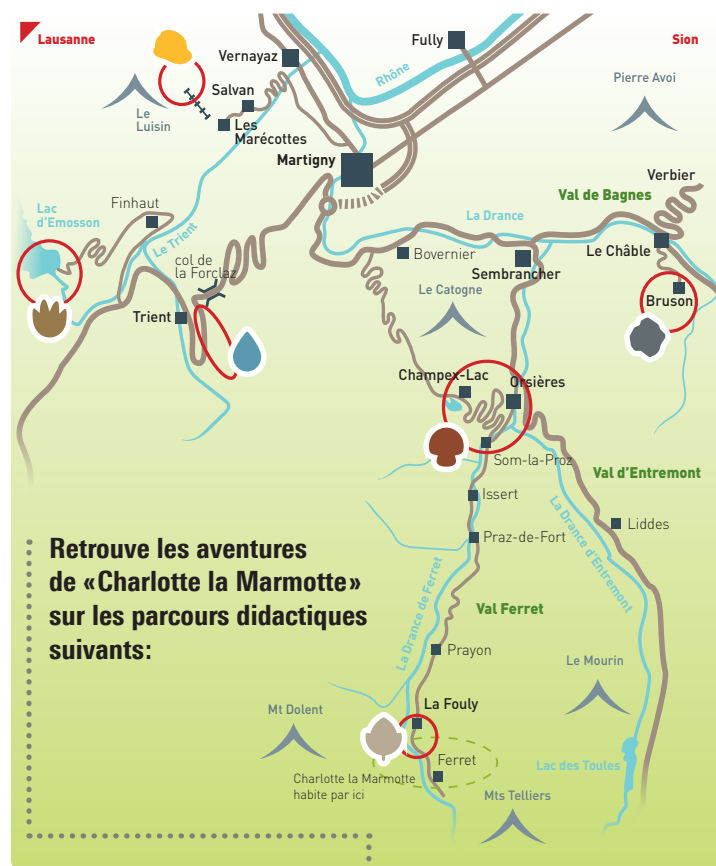 Lausanne
Fully
Sion
Vernayaz
Rhône
Pierre Avoi
Salvan
Le
Luisin
Les
Marécottes
Martigny
Verbier
Val de Bagnes
Finhaut
Lac
d'Emosson
La Drance
Le Trient
Le Châble
Bovernier
col de
la Forclaz
Sembrancher
Le Catogne
Bruson
Trient
Champex-Lac
Orsières
Som-la-Proz
Val d'Entremont
Issert
Liddes
Praz-de-Fort
La Drance d'Entremont
Retrouve les aventures
de «Charlotte la Marmotte»
sur les parcours didactiques
suivants:
La Drance de Ferret
Val Ferret
Prayon
Le Mourin
La Fouly
Mt Dolent
Ferret
Lac des Toules
Charlotte la Marmotte
habite par ici
Mts Telliers